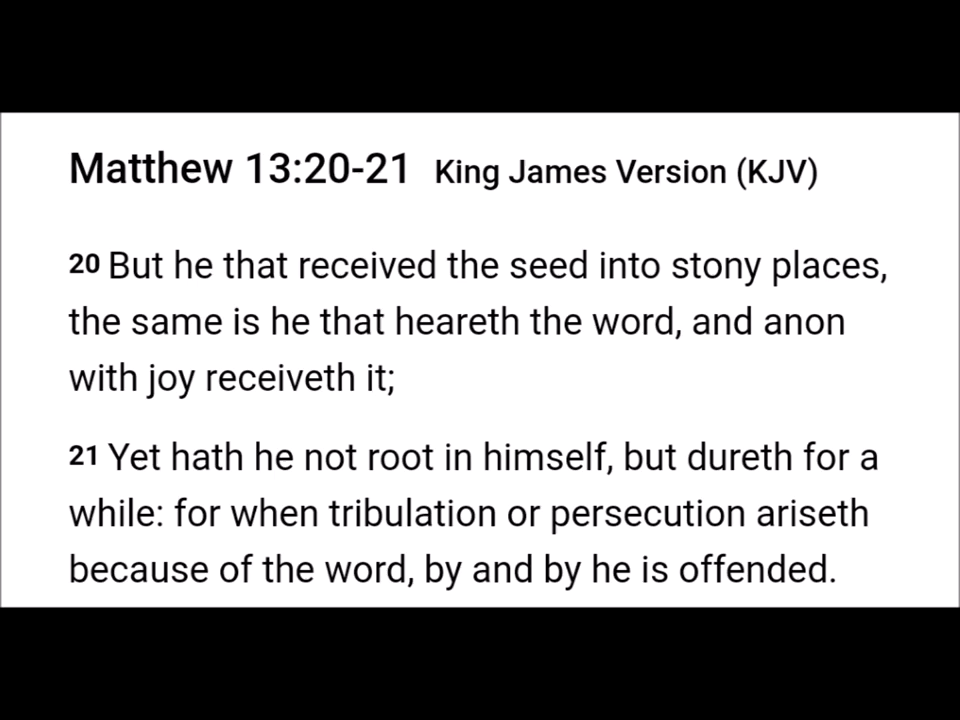 Matthew 13:20-21 King James Version (KJV)
20 But he that received the seed into stony places,
the same is he that heareth the word, and anon
with joy receiveth it;
21 Yet hath he not root in himself, but dureth for a
while: for when tribulation or persecution ariseth
because of the word, by and by he is offended.